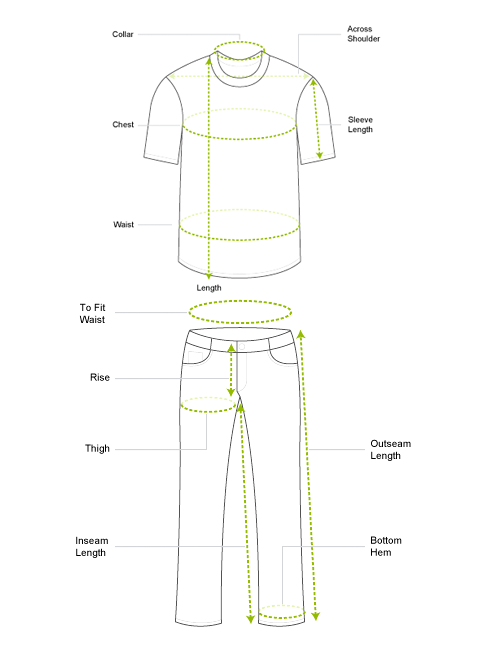 Collar
Across
Shoulder
Chest
Sleeve
Length
Waist
Length
To Fit
Waist
Rise
Thigh
Outseam
Length
Inseam
Length
Bottom
Hem